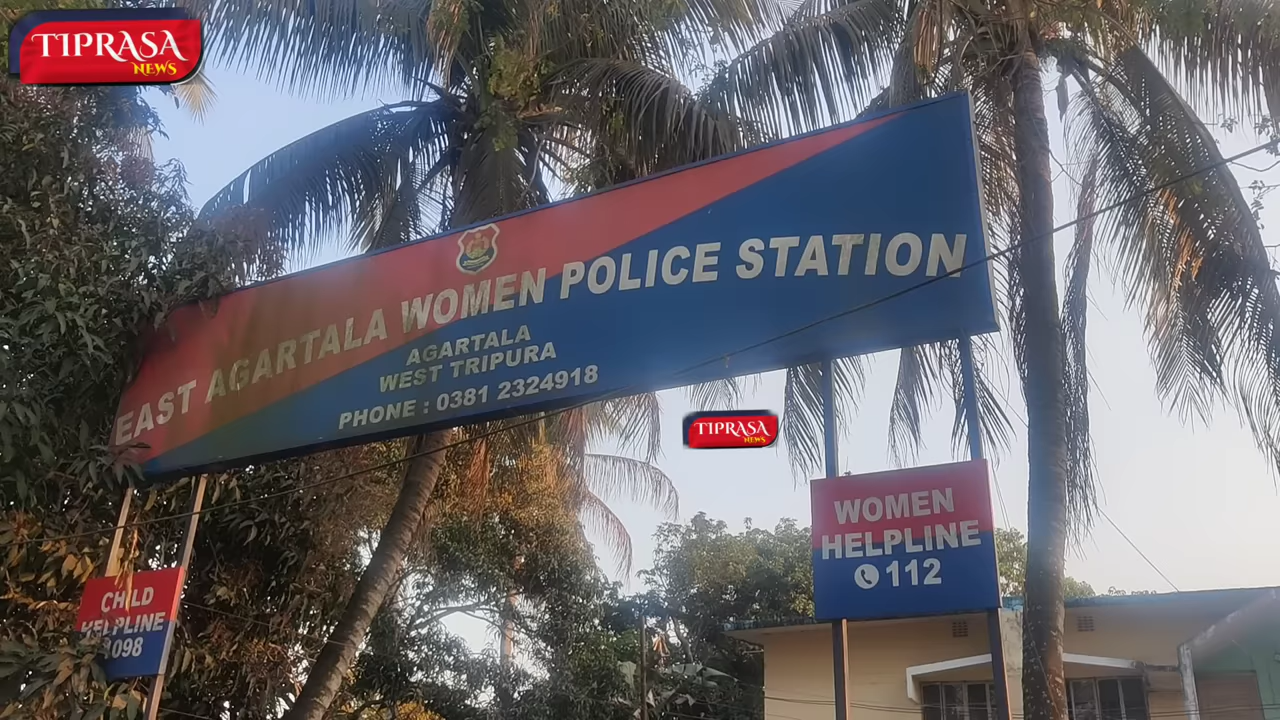 TIPRASA
NEWS
EAST AGARTALA WOMEN POLICE STATION
AGARTALA
WEST TRIPURA
PHONE : 0381 2324918
TIPRASA
NEWS
WOMEN
HELPLINE
112
CHILD
HELPLINE
1098